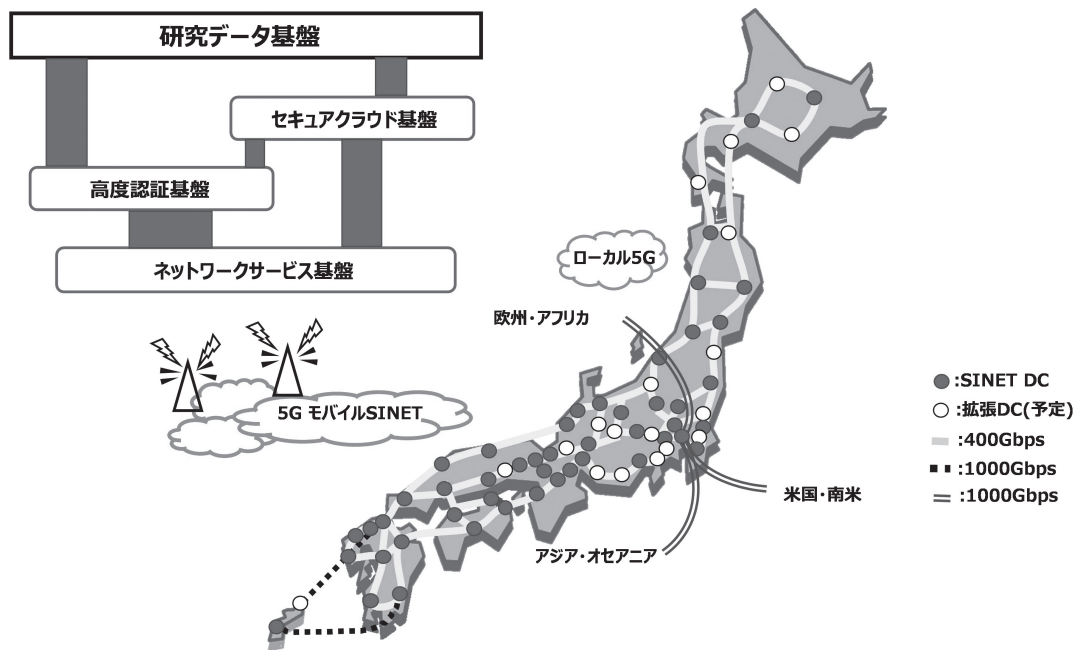 研究データ基盤
セキュアクラウド基盤
高度認証基盤
ネットワークサービス基盤
ローカル5G
欧州・アフリカ
5G モバイルSINET
:SINET DC
:拡張DC(予定)
:400Gbps
:1000Gbps
:1000Gbps
米国・南米
アジア・オセアニア